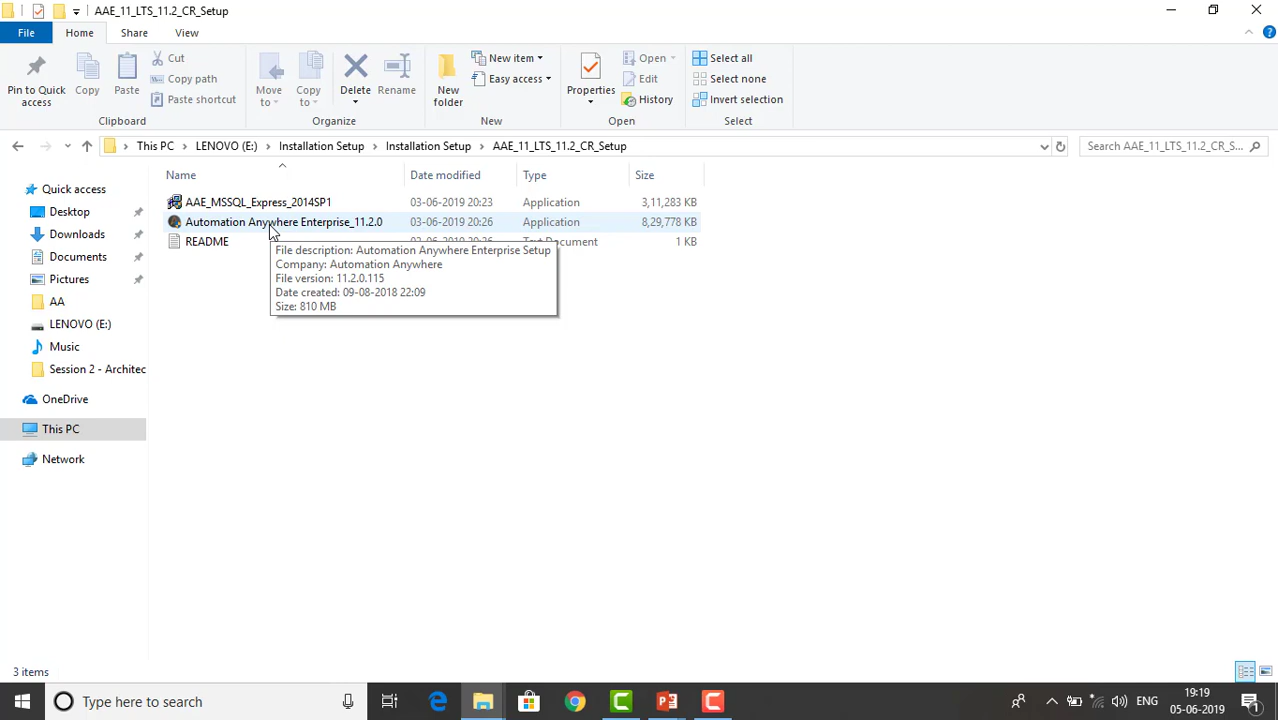 AAE_11_LTS_11.2_CR_Setup
File
Home
Share
View
Pin to Quick access
Copy
Paste
Cut
Copy path
Paste shortcut
Clipboard
Move to
Copy to
Delete
Rename
Organize
New folder
New item
Easy access
New
Properties
Open
Edit
History
Open
Select all
Select none
Invert selection
Select
This PC > LENOVO (E:) > Installation Setup > Installation Setup > AAE_11_LTS_11.2_CR_Setup
Search AAE_11_LTS_11.2_CR_S...
Name Date modified Type Size
AAE_MSSQL_Express_2014SP1 03-06-2019 20:23 Application 3,11,283 KB
Automation Anywhere Enterprise_11.2.0 03-06-2019 20:26 Application 8,29,778 KB
README 1 KB
File description: Automation Anywhere Enterprise Setup
Company: Automation Anywhere
File version: 11.2.0.115
Date created: 09-08-2018 22:09
Size: 810 MB
Quick access
Desktop
Downloads
Documents
Pictures
AA
LENOVO (E:)
Music
Session 2 - Architec
OneDrive
This PC
Network
3 items
Type here to search
ENG
19:19
05-06-2019
1